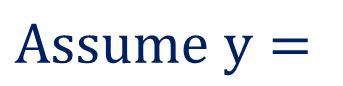 Assume y =